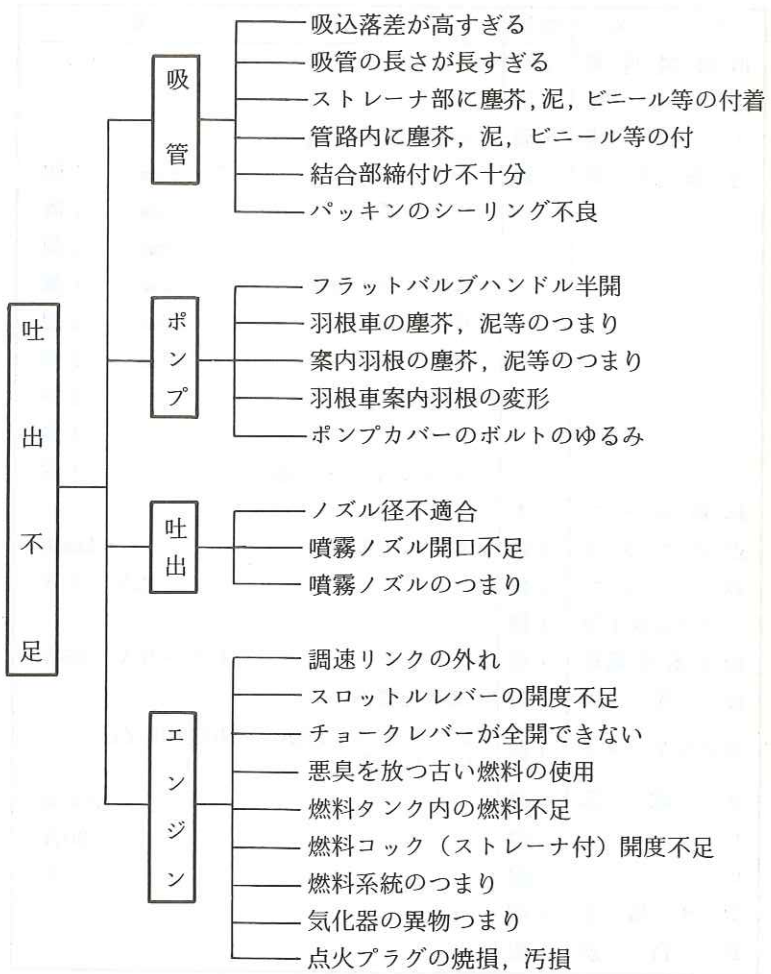 吐出不足
吸管
吸込落差が高すぎる
吸管の長さが長すぎる
ストレーナ部に塵芥，泥，ビニール等の付着
管路内に塵芥，泥，ビニール等の付
結合部締付け不十分
パッキンのシーリング不良
ポンプ
フラットバルブハンドル半開
羽根車の塵芥，泥等のつまり
案内羽根の塵芥，泥等のつまり
羽根車案内羽根の変形
ポンプカバーのボルトのゆるみ
吐出
ノズル径不適合
噴霧ノズル開口不足
噴霧ノズルのつまり
エンジン
調速リンクの外れ
スロットルレバーの開度不足
チョークレバーが全開できない
悪臭を放つ古い燃料の使用
燃料タンク内の燃料不足
燃料コック（ストレーナ付）開度不足
燃料系統のつまり
気化器の異物つまり
点火プラグの焼損，汚損